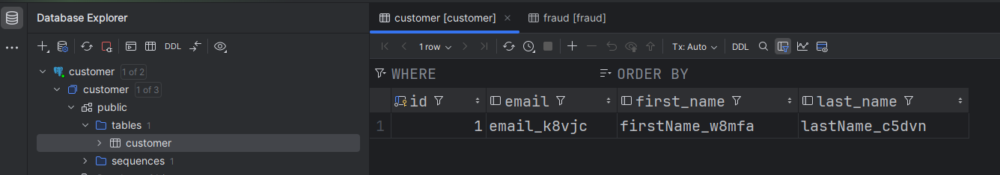 Database Explorer
DDL
customer 1 of 2
customer 1 of 3
public
tables 1
customer
sequences 1
customer [customer]
fraud [fraud]
1 row
Tx: Auto
DDL
WHERE
ORDER BY
id email first_name last_name
1 1 email_k8vjc firstName_w8mfa lastName_c5dvn